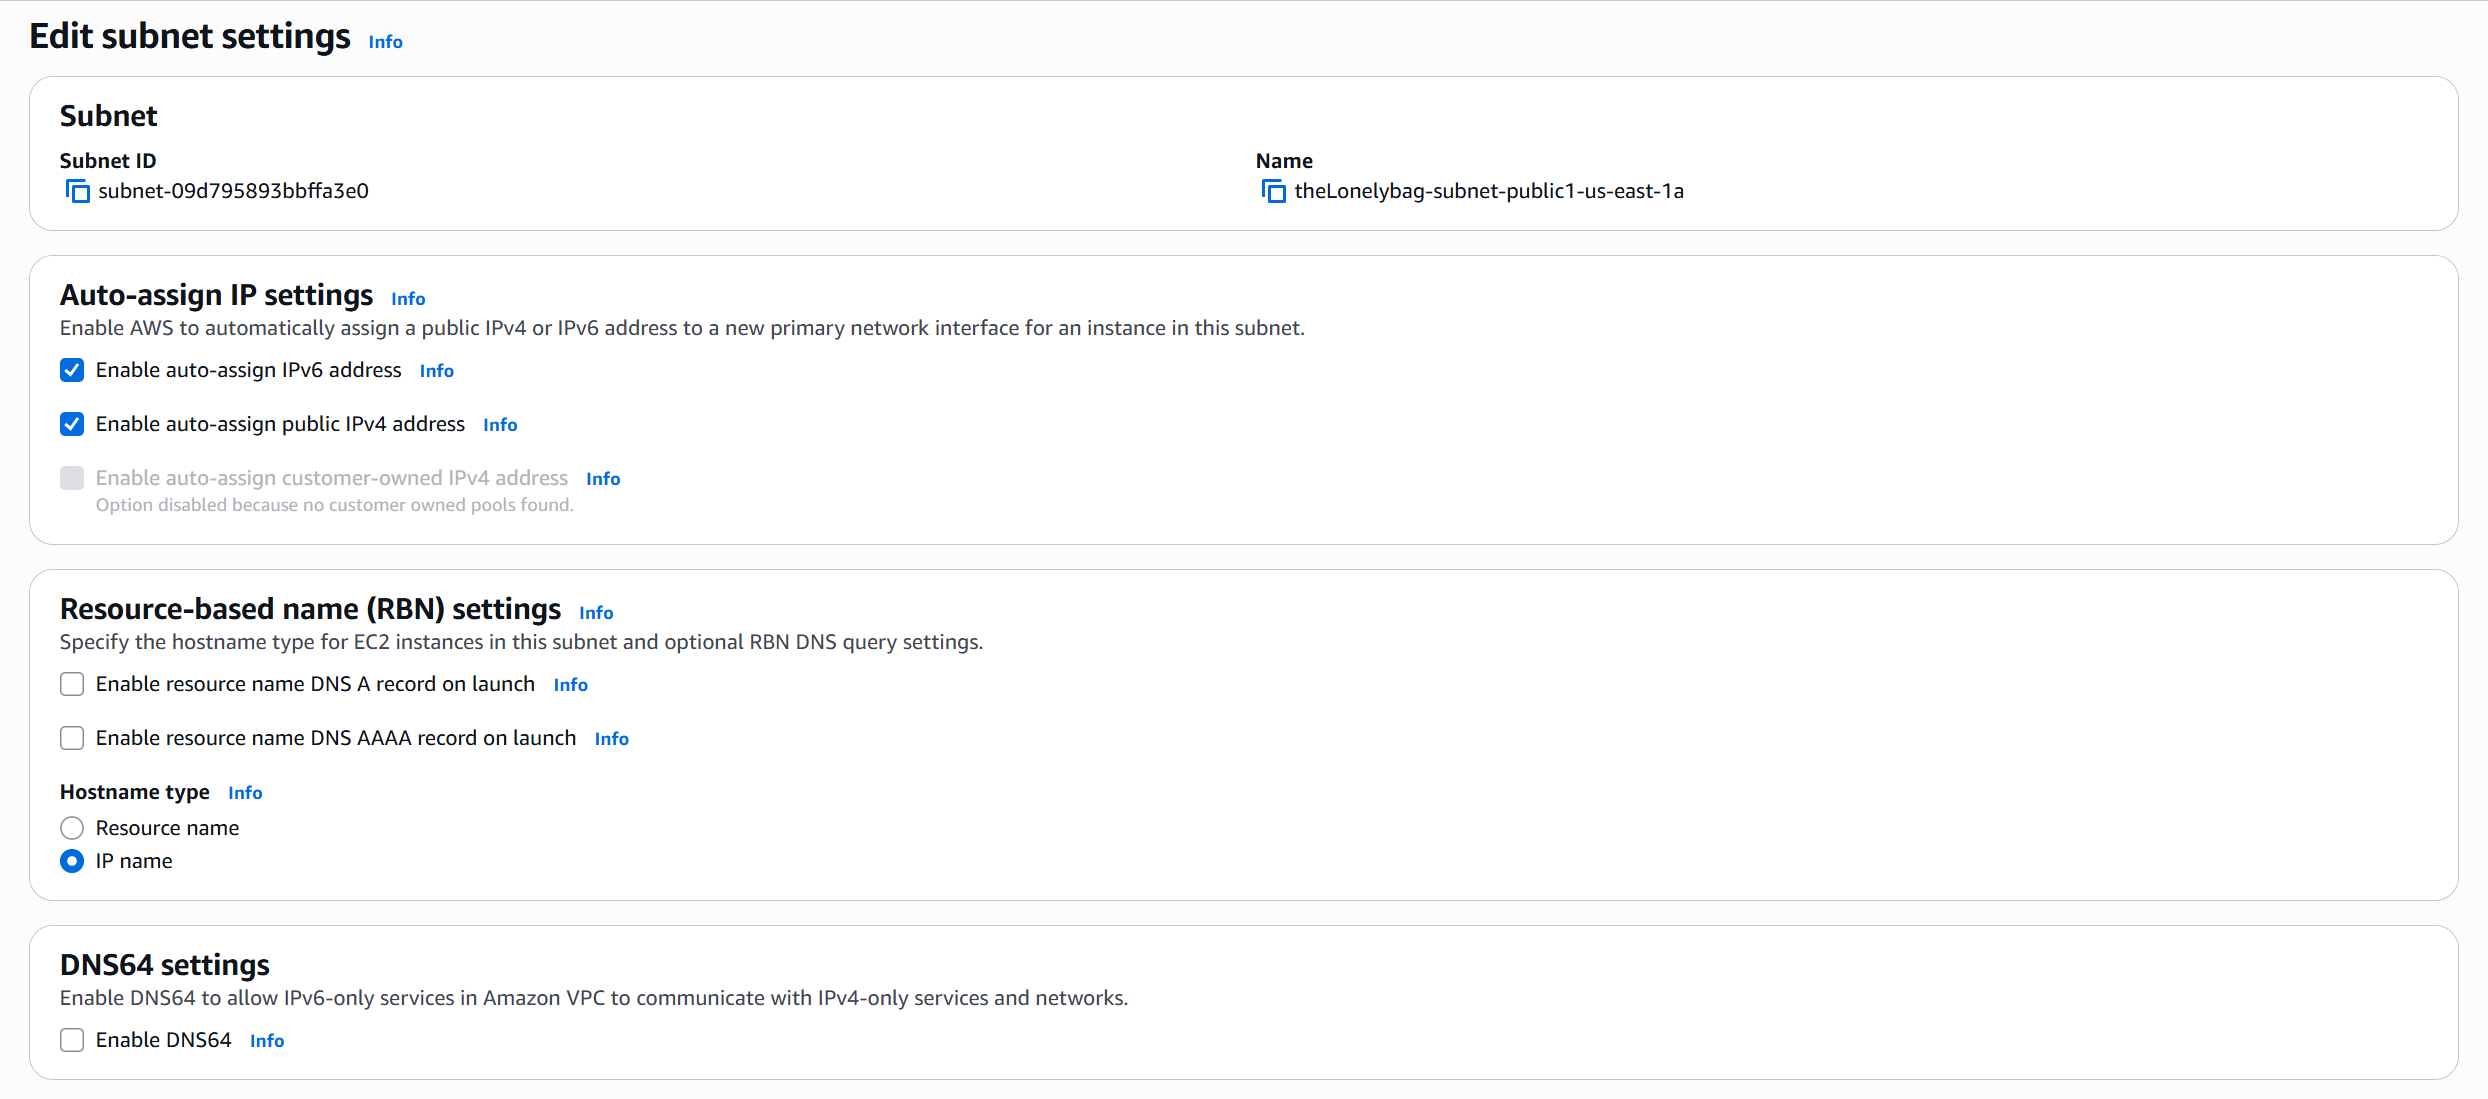 Edit subnet settings Info
Subnet
Subnet ID
subnet-09d795893bbffa3e0
Name
theLonelybag-subnet-public1-us-east-1a
Auto-assign IP settings Info
Enable AWS to automatically assign a public IPv4 or IPv6 address to a new primary network interface for an instance in this subnet.
Enable auto-assign IPv6 address Info
Enable auto-assign public IPv4 address Info
Enable auto-assign customer-owned IPv4 address Info
Option disabled because no customer owned pools found.
Resource-based name (RBN) settings Info
Specify the hostname type for EC2 instances in this subnet and optional RBN DNS query settings.
Enable resource name DNS A record on launch Info
Enable resource name DNS AAAA record on launch Info
Hostname type Info
Resource name
IP name
DNS64 settings
Enable DNS64 to allow IPv6-only services in Amazon VPC to communicate with IPv4-only services and networks.
Enable DNS64 Info